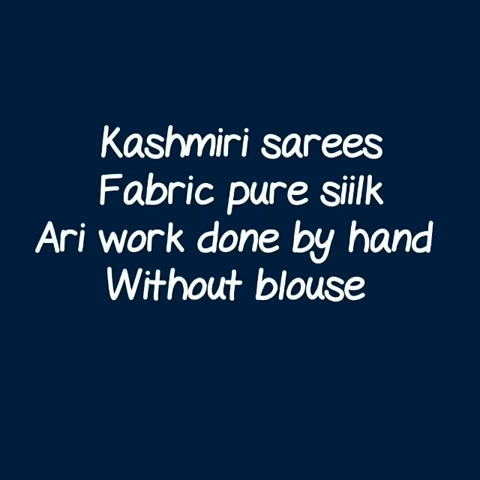 Kashmiri sarees
Fabric pure siilk
Ari work done by hand
Without blouse